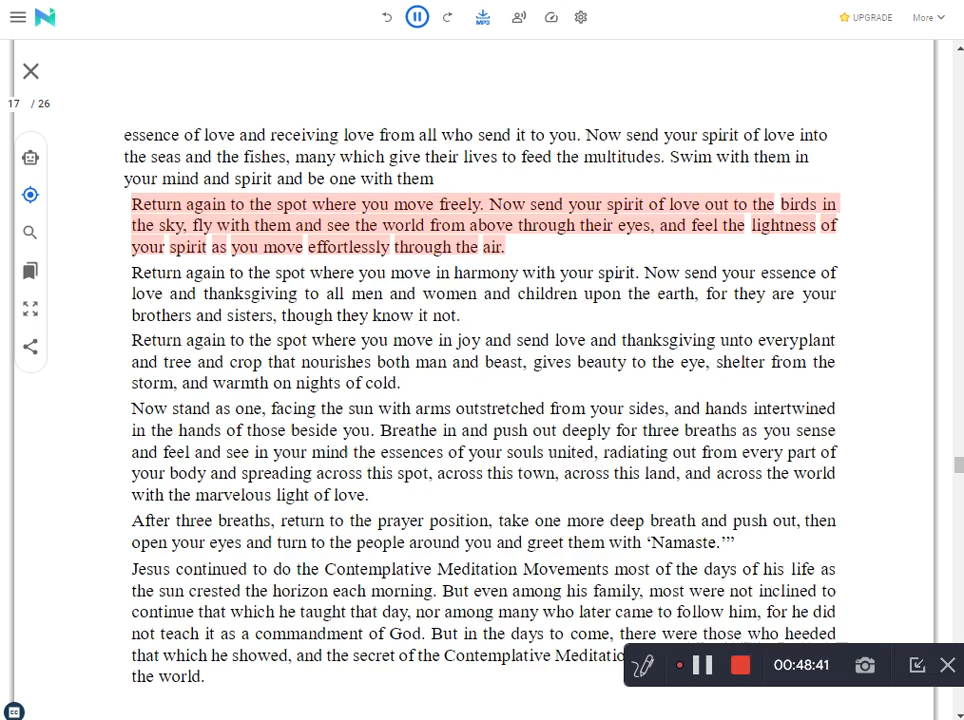 UPGRADE
More
MP3
17 / 26
essence of love and receiving love from all who send it to you. Now send your spirit of love into
the seas and the fishes, many which give their lives to feed the multitudes. Swim with them in
your mind and spirit and be one with them
Return again to the spot where you move freely. Now send your spirit of love out to the birds in
the sky, fly with them and see the world from above through their eyes, and feel the lightness of
your spirit as you move effortlessly through the air.
Return again to the spot where you move in harmony with your spirit. Now send your essence of
love and thanksgiving to all men and women and children upon the earth, for they are your
brothers and sisters, though they know it not.
Return again to the spot where you move in joy and send love and thanksgiving unto everyplant
and tree and crop that nourishes both man and beast, gives beauty to the eye, shelter from the
storm, and warmth on nights of cold.
Now stand as one, facing the sun with arms outstretched from your sides, and hands intertwined
in the hands of those beside you. Breathe in and push out deeply for three breaths as you sense
and feel and see in your mind the essences of your souls united, radiating out from every part of
your body and spreading across this spot, across this town, across this land, and across the world
with the marvelous light of love.
After three breaths, return to the prayer position, take one more deep breath and push out, then
open your eyes and turn to the people around you and greet them with ‘Namaste.’”
Jesus continued to do the Contemplative Meditation Movements most of the days of his life as
the sun crested the horizon each morning. But even among his family, most were not inclined to
continue that which he taught that day, nor among many who later came to follow him, for he did
not teach it as a commandment of God. But in the days to come, there were those who heeded
that which he showed, and the secret of the Contemplative Meditatio
the world.
00:48:41
CC